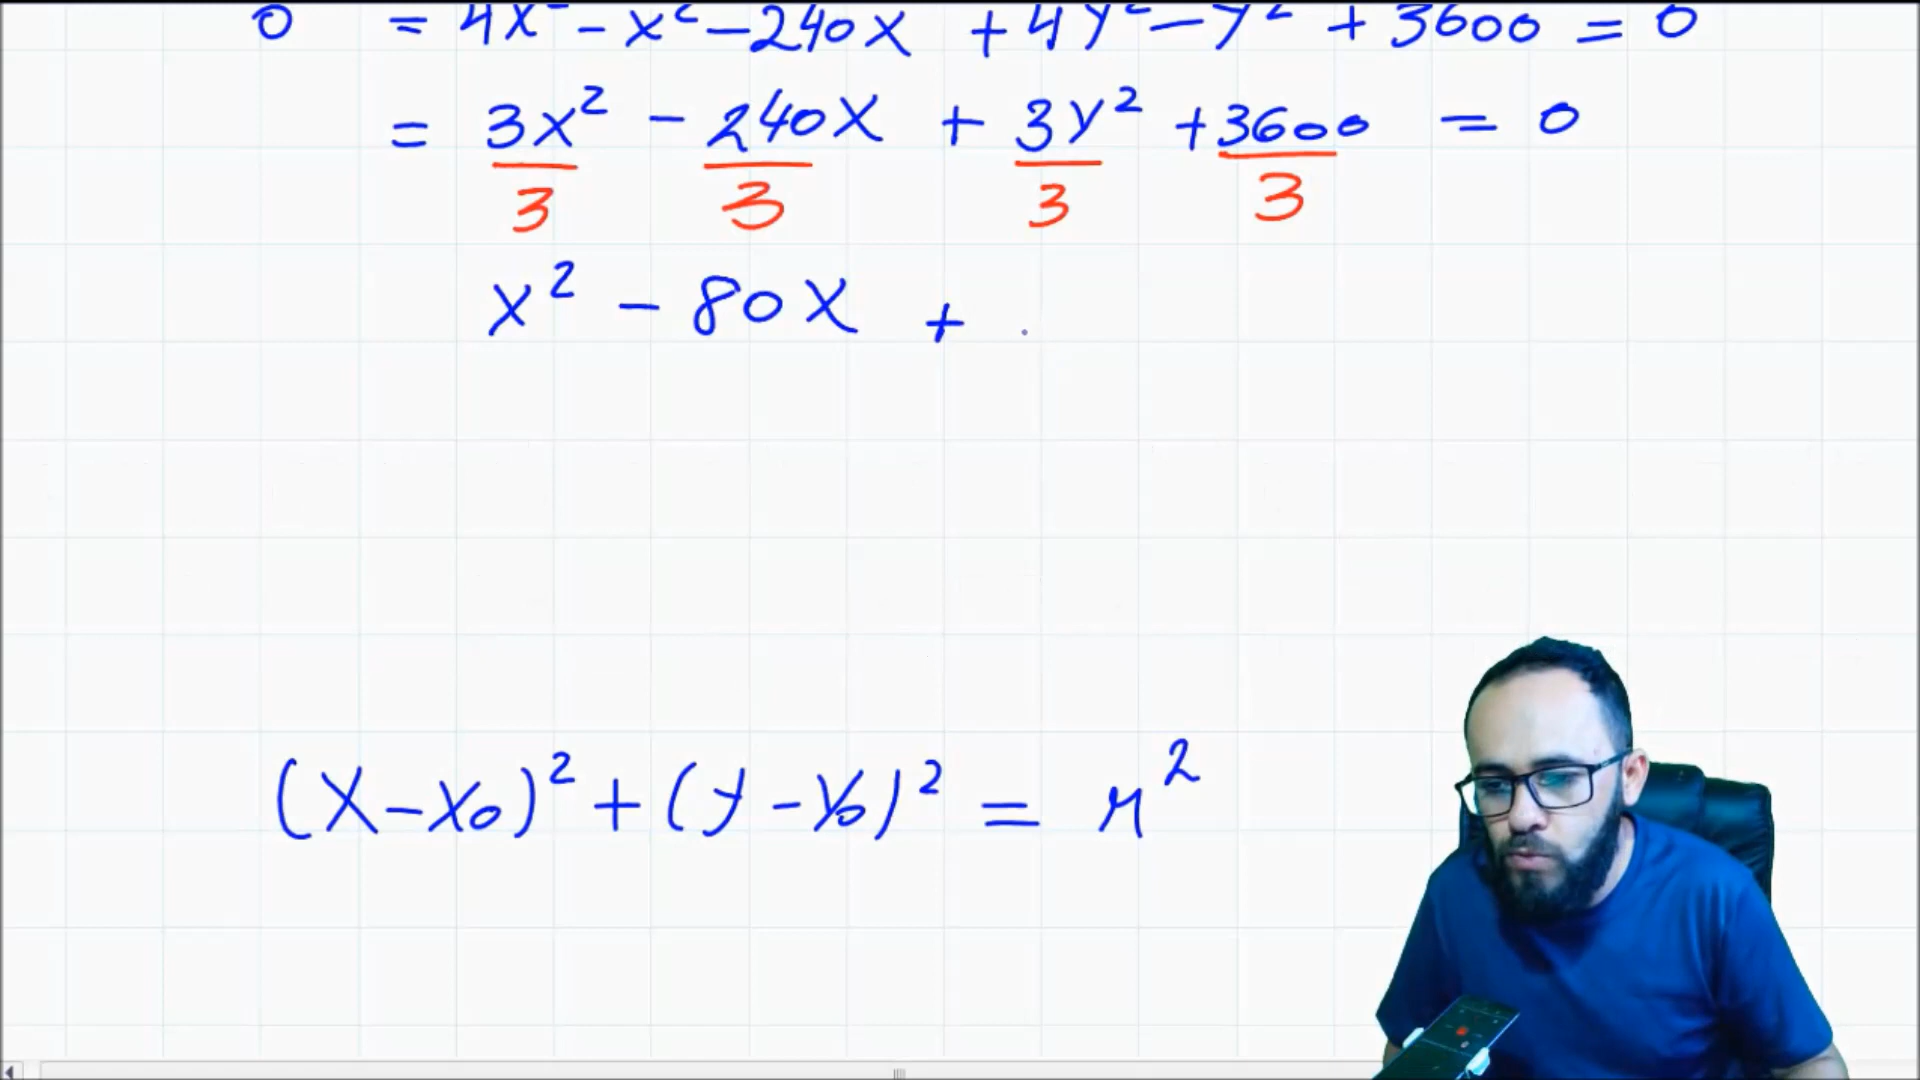 0 = 4x² - x² - 240x + 4y² - y² + 3600 = 0
= 3x²/3 - 240x/3 + 3y²/3 + 3600/3 = 0
x² - 80x +
(x-x₀)² + (y-y₀)² = r²